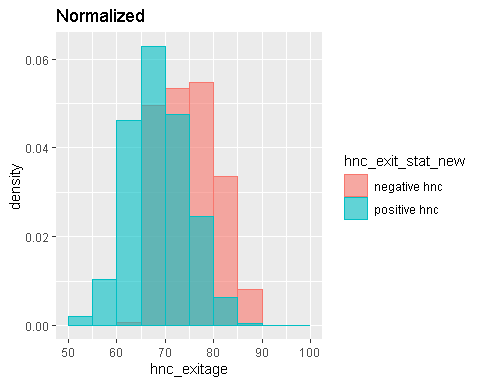 Normalized
0.06
0.04
0.02
0.00
density
50 60 70 80 90 100
hnc_exitage
hnc_exit_stat_new
negative hnc
positive hnc